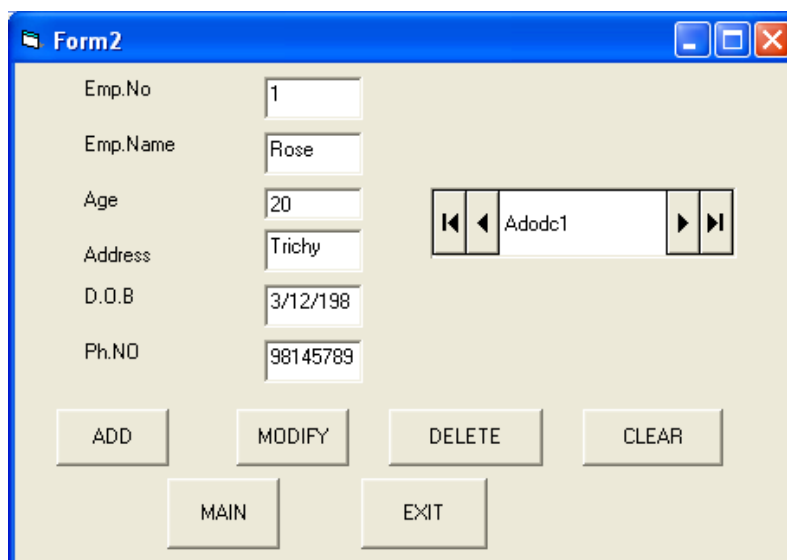 Form2
Emp.No 1
Emp.Name Rose
Age 20
Adodc1
Address Trichy
D.O.B 3/12/198
Ph.NO 98145789
ADD MODIFY DELETE CLEAR
MAIN EXIT